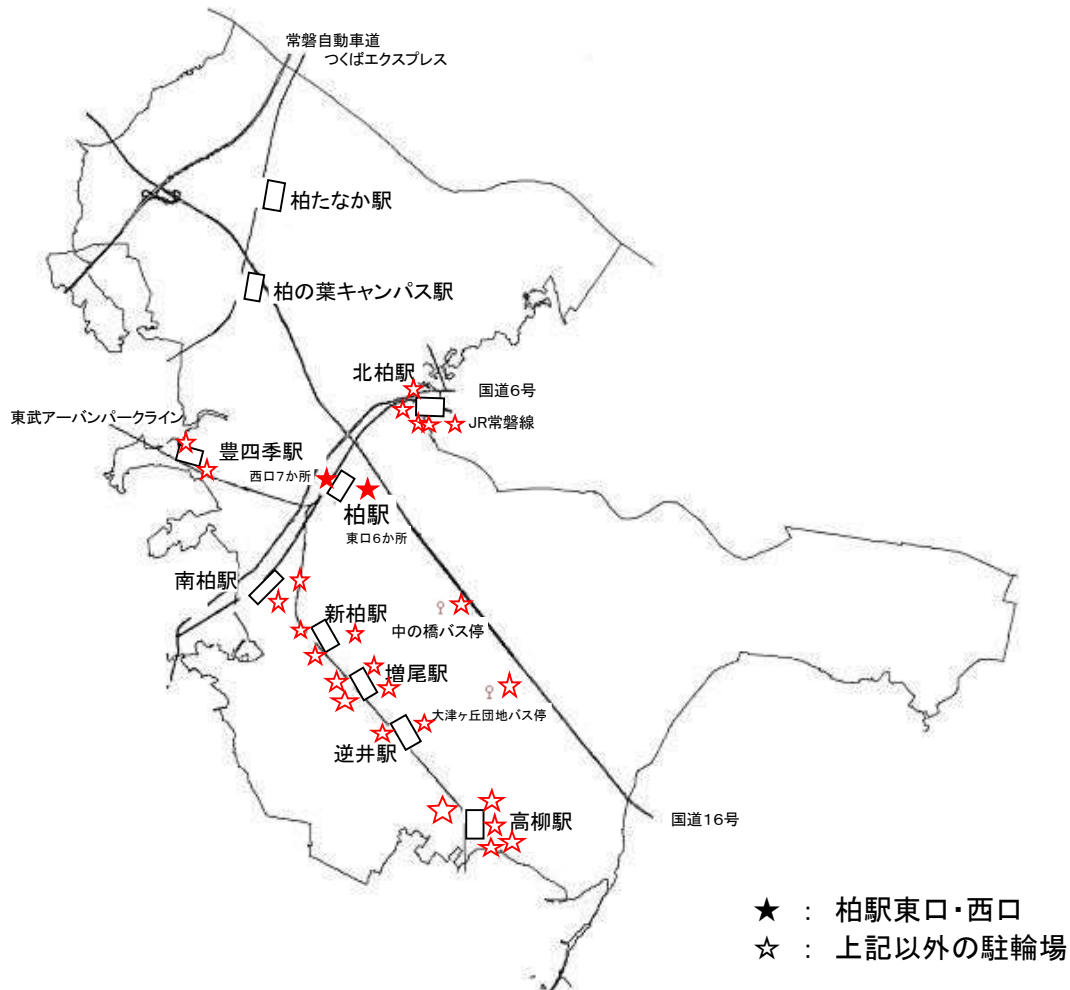 常磐自動車道
つくばエクスプレス
柏たなか駅
柏の葉キャンパス駅
北柏駅
国道6号
JR常磐線
東武アーバンパークライン
豊四季駅
西口7か所
柏駅
東口6か所
南柏駅
新柏駅
中の橋バス停
増尾駅
大津ヶ丘団地バス停
逆井駅
高柳駅
国道16号
★ : 柏駅東口・西口
☆ : 上記以外の駐輪場